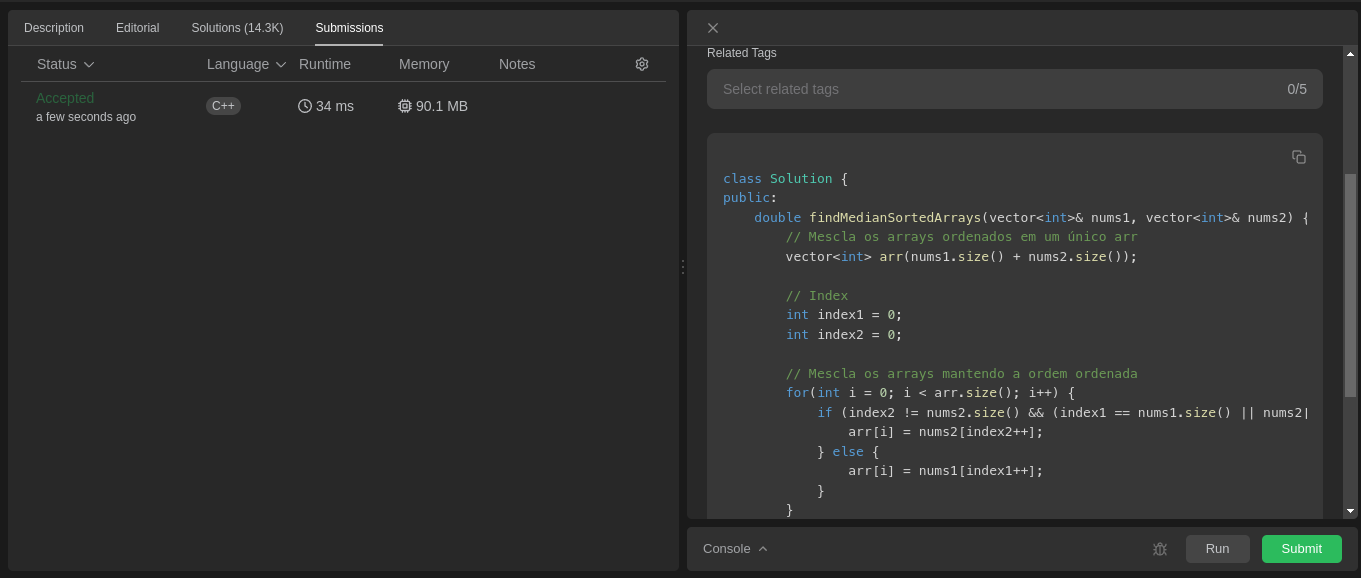 Description Editorial Solutions (14.3K) Submissions
Status Language Runtime Memory Notes
Accepted
a few seconds ago
C++ 34 ms 90.1 MB
Related Tags
Select related tags 0/5
class Solution {
public:
    double findMedianSortedArrays(vector<int>& nums1, vector<int>& nums2) {
        // Mescla os arrays ordenados em um único arr
        vector<int> arr(nums1.size() + nums2.size());
        // Index
        int index1 = 0;
        int index2 = 0;
        // Mescla os arrays mantendo a ordem ordenada
        for(int i = 0; i < arr.size(); i++) {
            if (index2 != nums2.size() && (index1 == nums1.size() || nums2[
                arr[i] = nums2[index2++];
            } else {
                arr[i] = nums1[index1++];
            }
        }
Console Run Submit